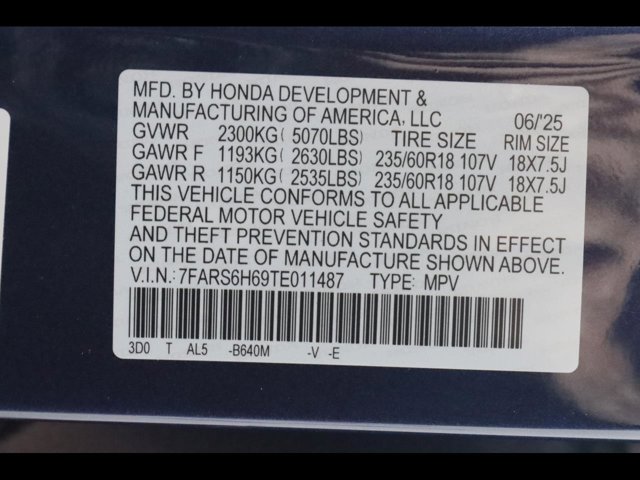 MFD. BY HONDA DEVELOPMENT &
MANUFACTURING OF AMERICA, LLC 06/'25
GVWR 2300KG( 5070LBS) TIRE SIZE RIM SIZE
GAWR F 1193KG( 2630LBS) 235/60R18 107V 18X7.5J
GAWR R 1150KG( 2535LBS) 235/60R18 107V 18X7.5J
THIS VEHICLE CONFORMS TO ALL APPLICABLE
FEDERAL MOTOR VEHICLE SAFETY
AND THEFT PREVENTION STANDARDS IN EFFECT
ON THE DATE OF MANUFACTURE SHOWN ABOVE.
V.I.N.: 7FARS6H69TE011487 TYPE: MPV
3D0 T AL5 -B640M -V -E